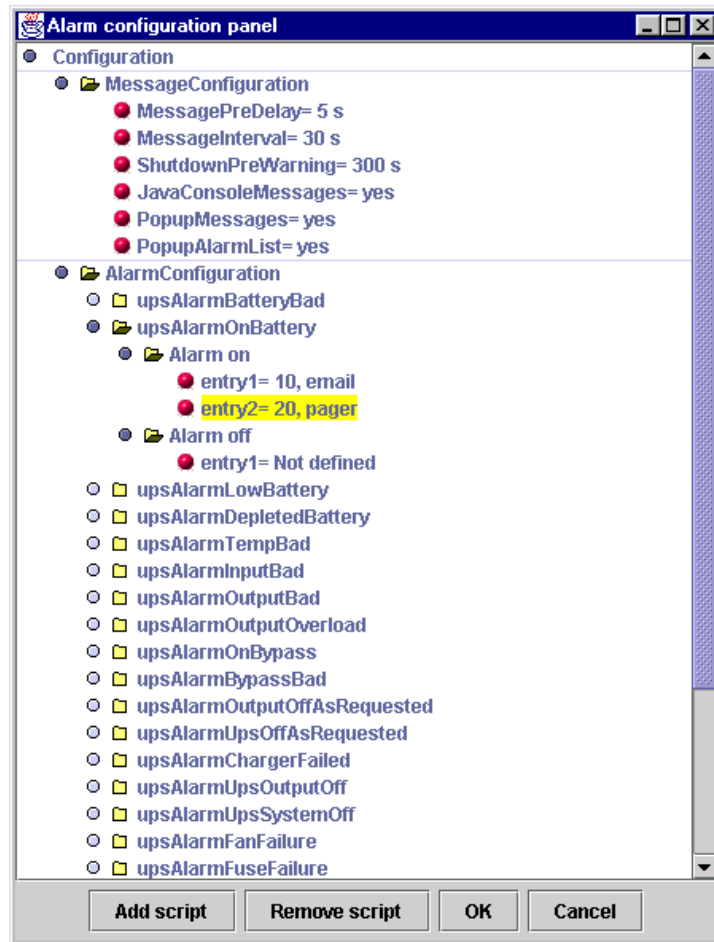 Alarm configuration panel
Configuration
MessageConfiguration
MessagePreDelay= 5 s
MessageInterval= 30 s
ShutdownPreWarning= 300 s
JavaConsoleMessages= yes
PopupMessages= yes
PopupAlarmList= yes
AlarmConfiguration
upsAlarmBatteryBad
upsAlarmOnBattery
Alarm on
entry1= 10, email
entry2= 20, pager
Alarm off
entry1= Not defined
upsAlarmLowBattery
upsAlarmDepletedBattery
upsAlarmTempBad
upsAlarmInputBad
upsAlarmOutputBad
upsAlarmOutputOverload
upsAlarmOnBypass
upsAlarmBypassBad
upsAlarmOutputOffAsRequested
upsAlarmUpsOffAsRequested
upsAlarmChargerFailed
upsAlarmUpsOutputOff
upsAlarmUpsSystemOff
upsAlarmFanFailure
upsAlarmFuseFailure
Add script Remove script OK Cancel